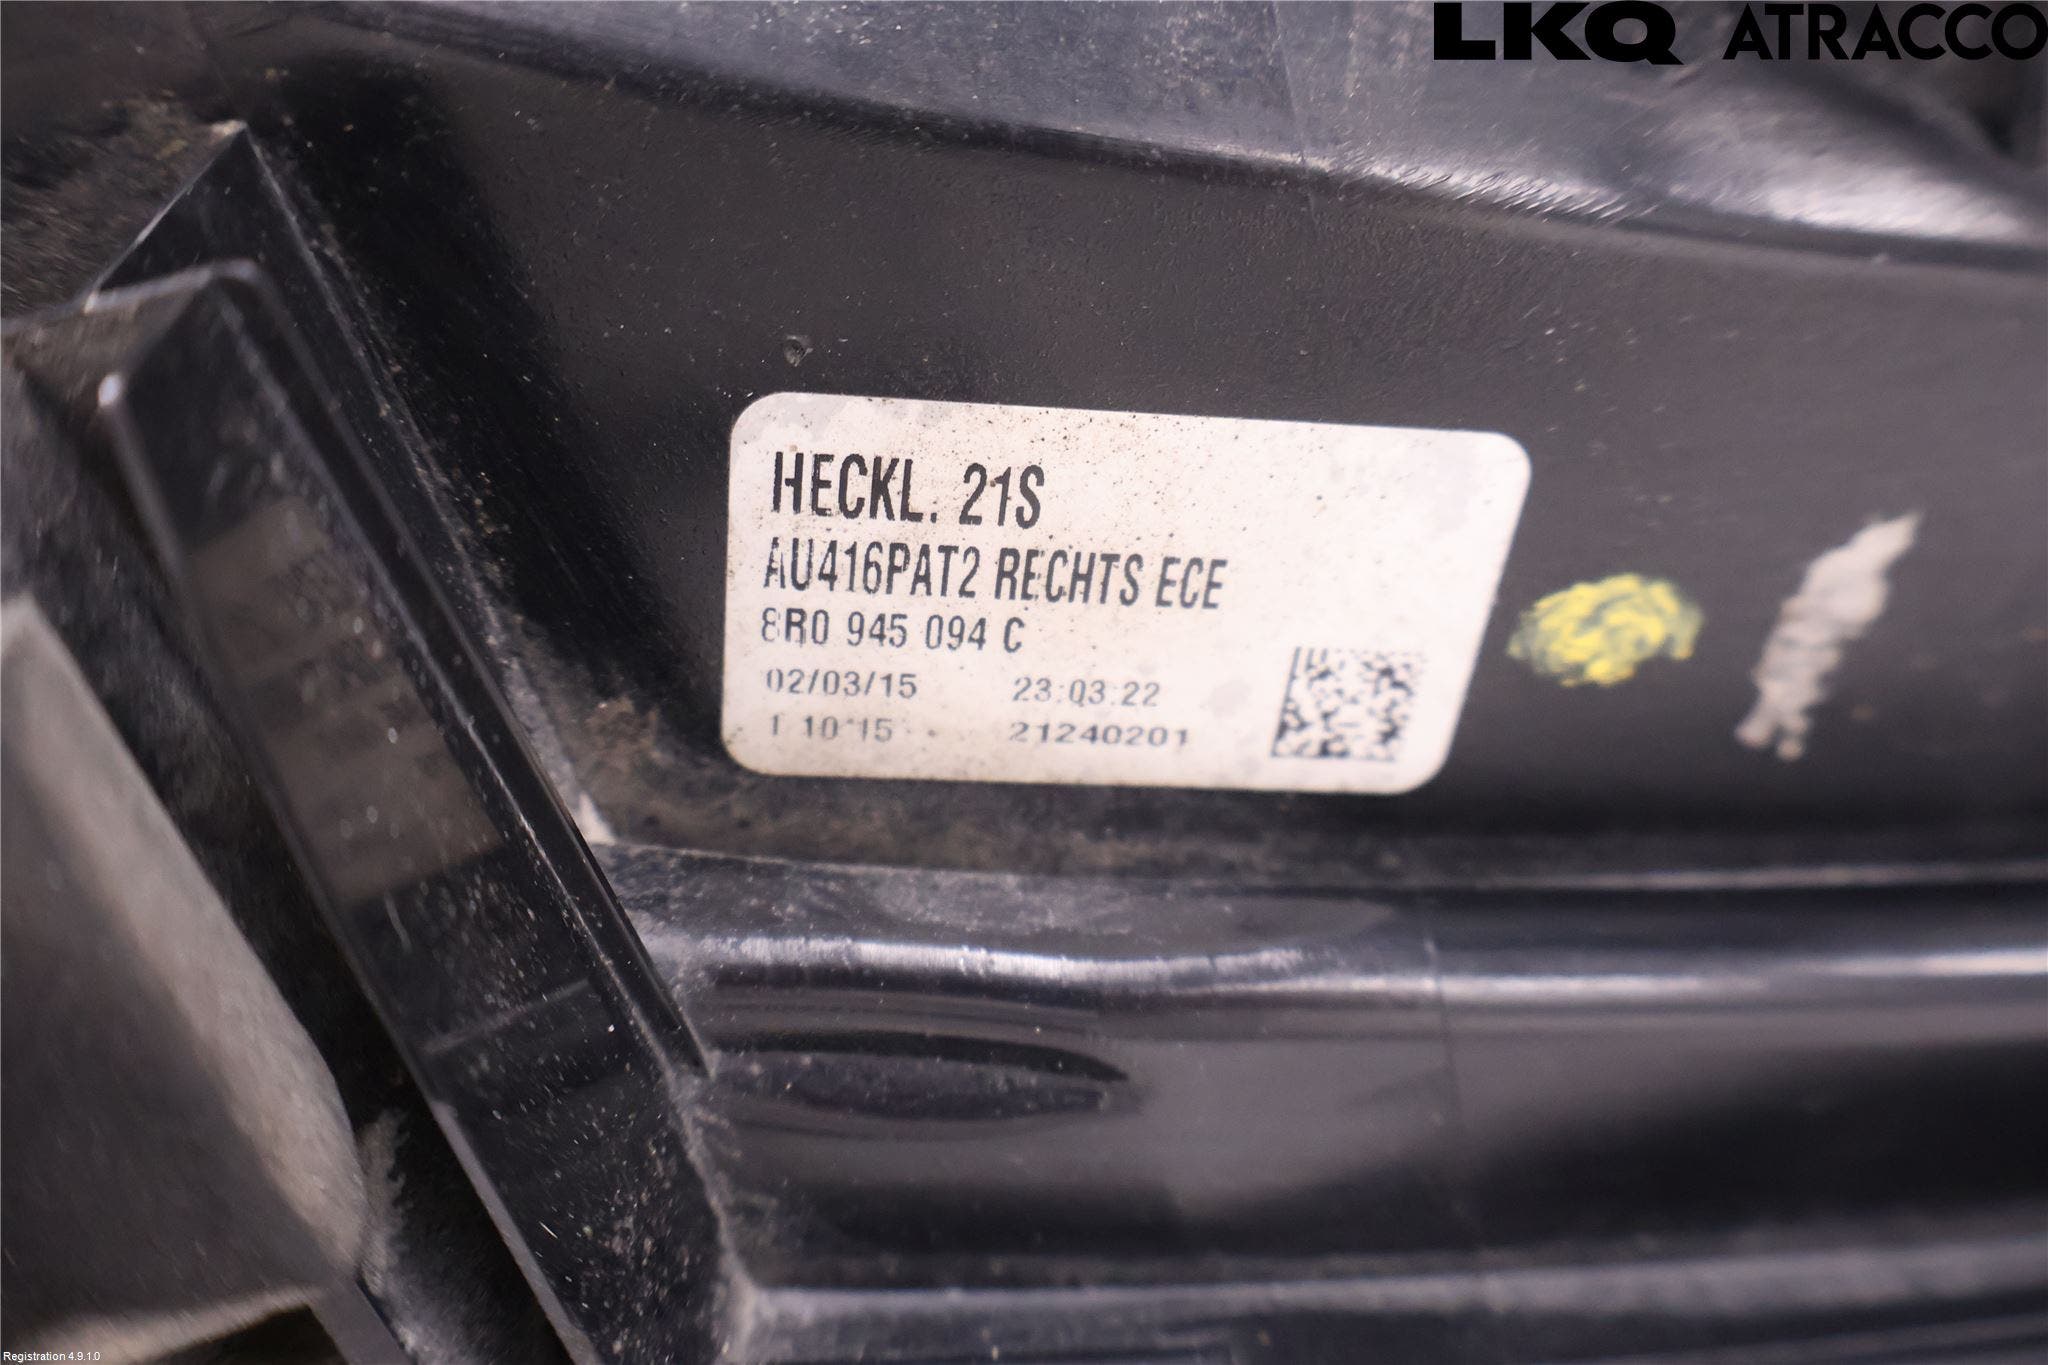 LKQ ATRACCO
HECKL. 21S
AU416PAT2 RECHTS ECE
8R0 945 094 C
02/03/15 23:03:22
21240201
Registration 4.9.1.0